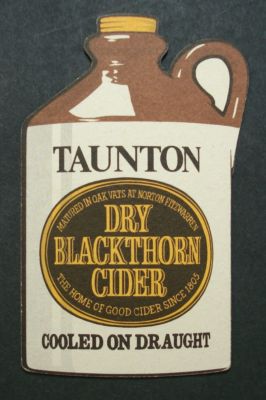 TAUNTON
MATURED IN OAK VATS AT NORTON FITZWARREN
DRY
BLACKTHORN
CIDER
THE HOME OF GOOD CIDER SINCE 1805
COOLED ON DRAUGHT